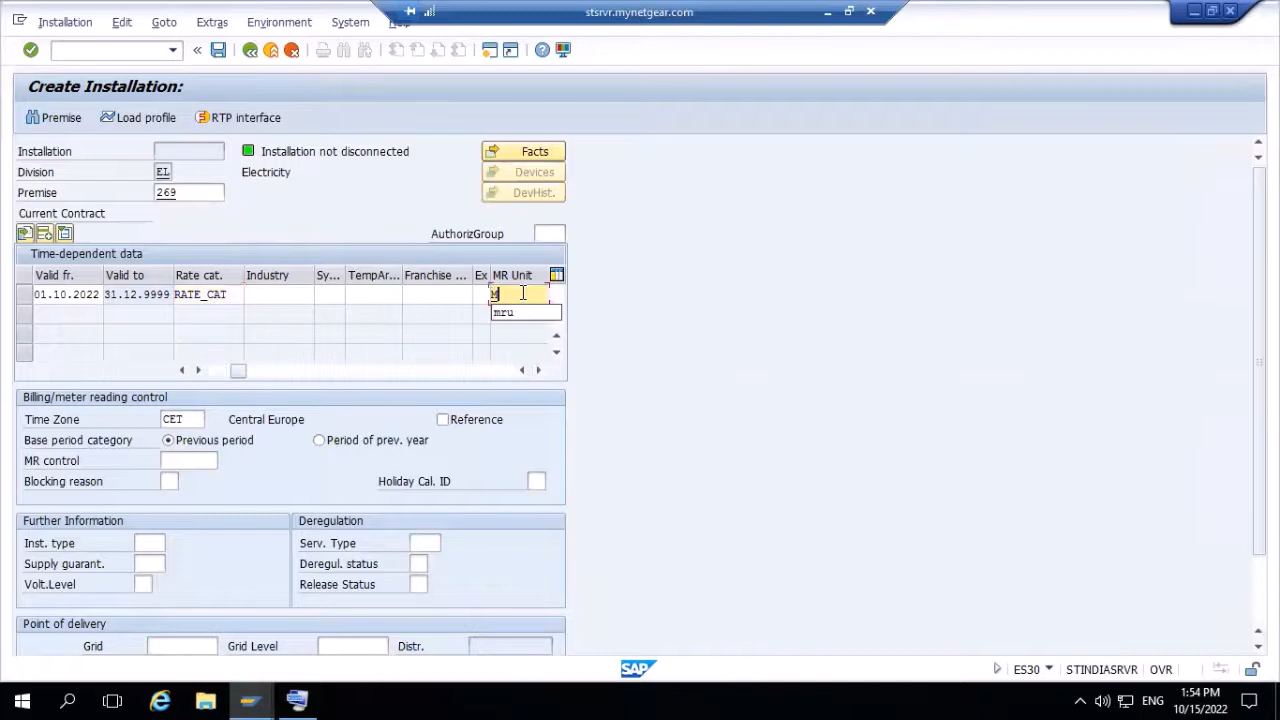 stsrvr.mynetgear.com
Installation Edit Goto Extras Environment System Help
Create Installation:
Premise Load profile RTP interface
Installation Installation not disconnected Facts
Division EL Electricity Devices
Premise 269 DevHist.
Current Contract
AuthorizGroup
Time-dependent data
Valid fr. Valid to Rate cat. Industry Sy... TempAr... Franchise ... Ex MR Unit
01.10.2022 31.12.9999 RATE_CAT M
mru
Billing/meter reading control
Time Zone CET Central Europe Reference
Base period category Previous period Period of prev. year
MR control
Blocking reason Holiday Cal. ID
Further Information Deregulation
Inst. type Serv. Type
Supply guarant. Deregul. status
Volt.Level Release Status
Point of delivery
Grid Grid Level Distr.
SAP ES30 STINDIASRVR OVR
ENG 1:54 PM
10/15/2022